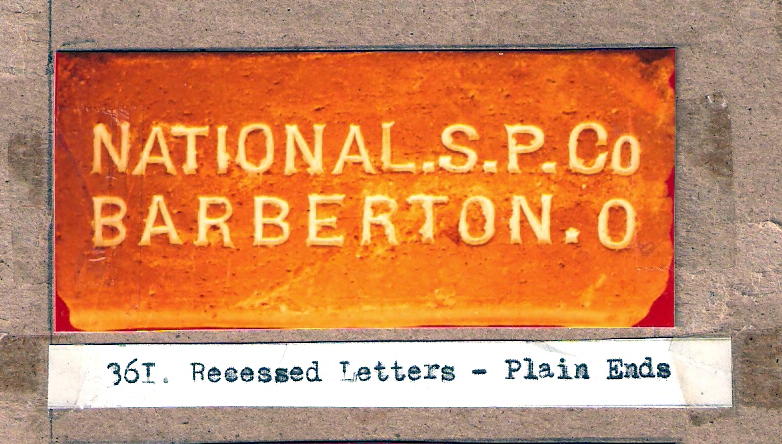 NATIONAL.S.P.Co
BARBERTON.O
36I. Recessed Letters - Plain Ends